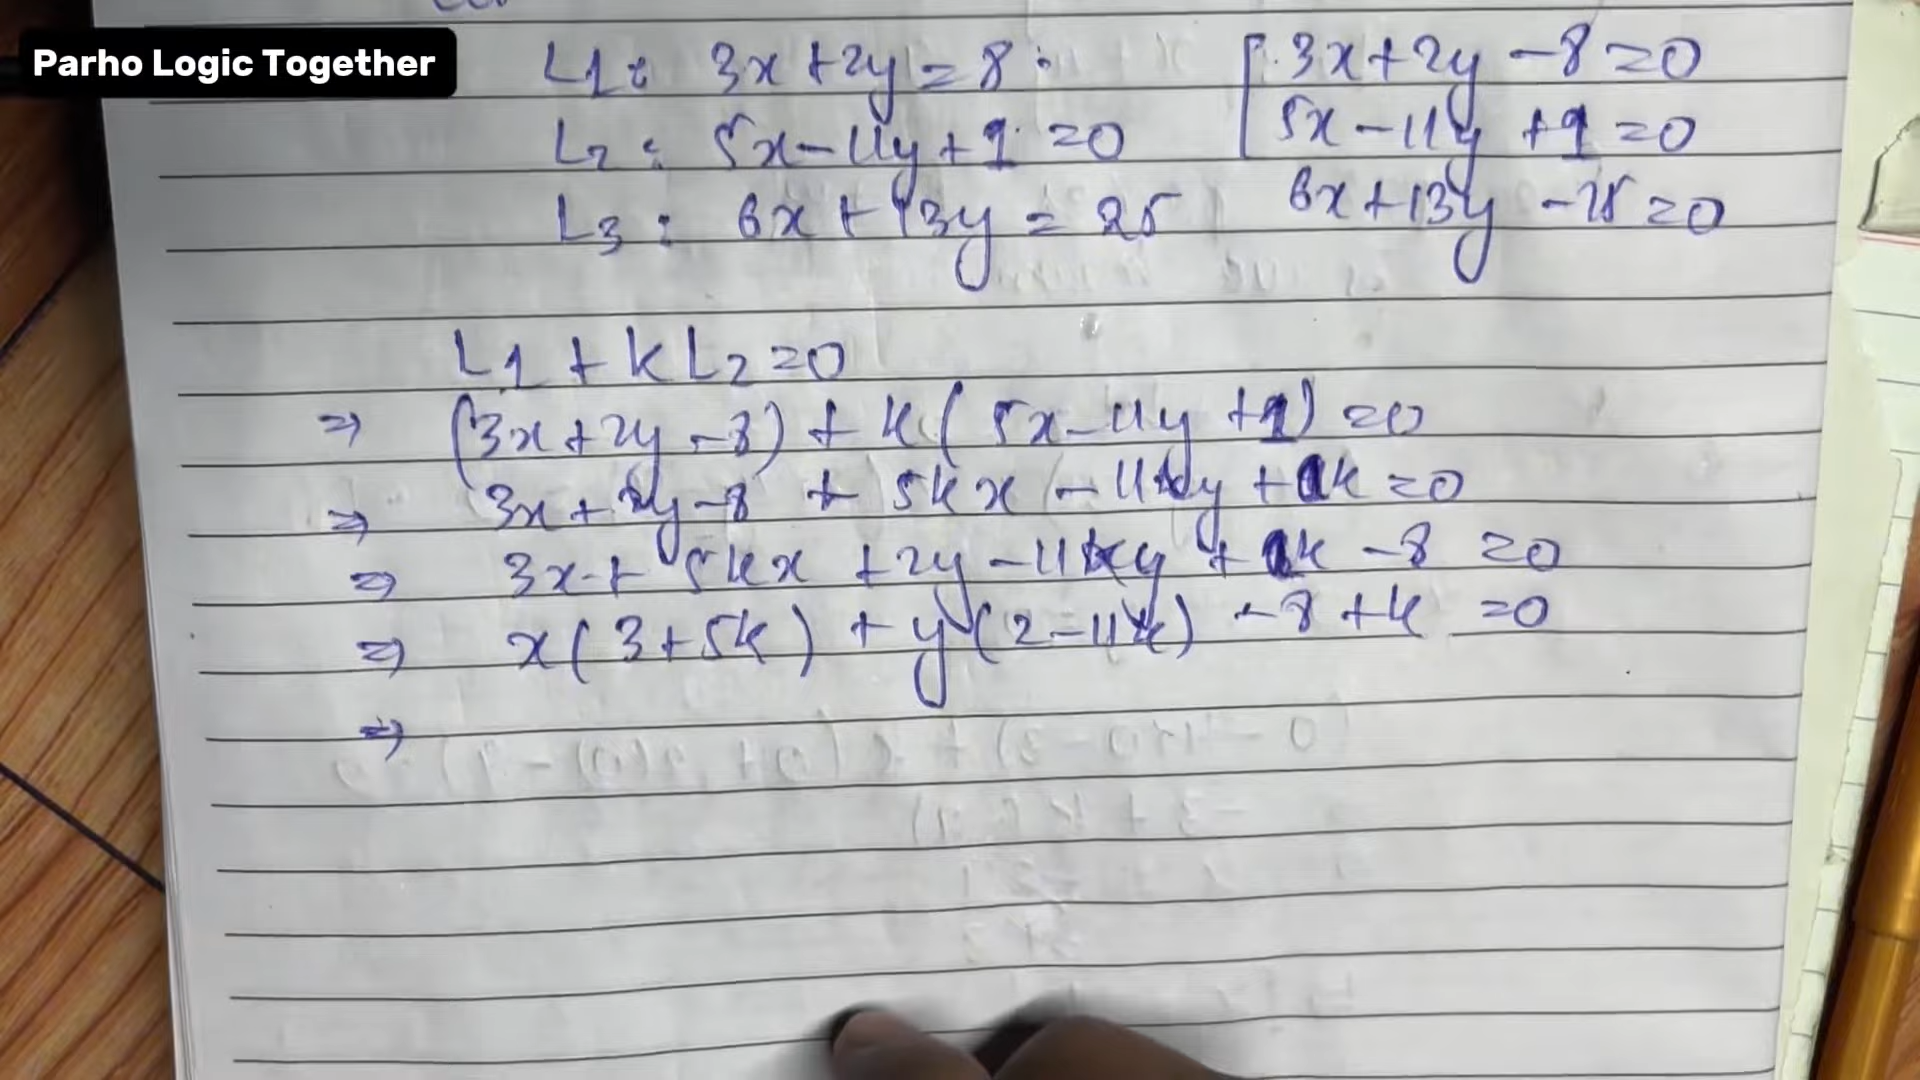 Parho Logic Together
L1: 3x + 2y = 8
L2: 5x - 11y + 1 = 0
L3: 6x + 13y = 25
3x + 2y - 8 = 0
5x - 11y + 1 = 0
6x + 13y - 25 = 0
L1 + kL2 = 0
⇒ (3x + 2y - 8) + k(5x - 11y + 1) = 0
⇒ 3x + 2y - 8 + 5kx - 11ky + 1k = 0
⇒ 3x + 5kx + 2y - 11ky + 1k - 8 = 0
⇒ x(3 + 5k) + y(2 - 11k) - 8 + k = 0
⇒